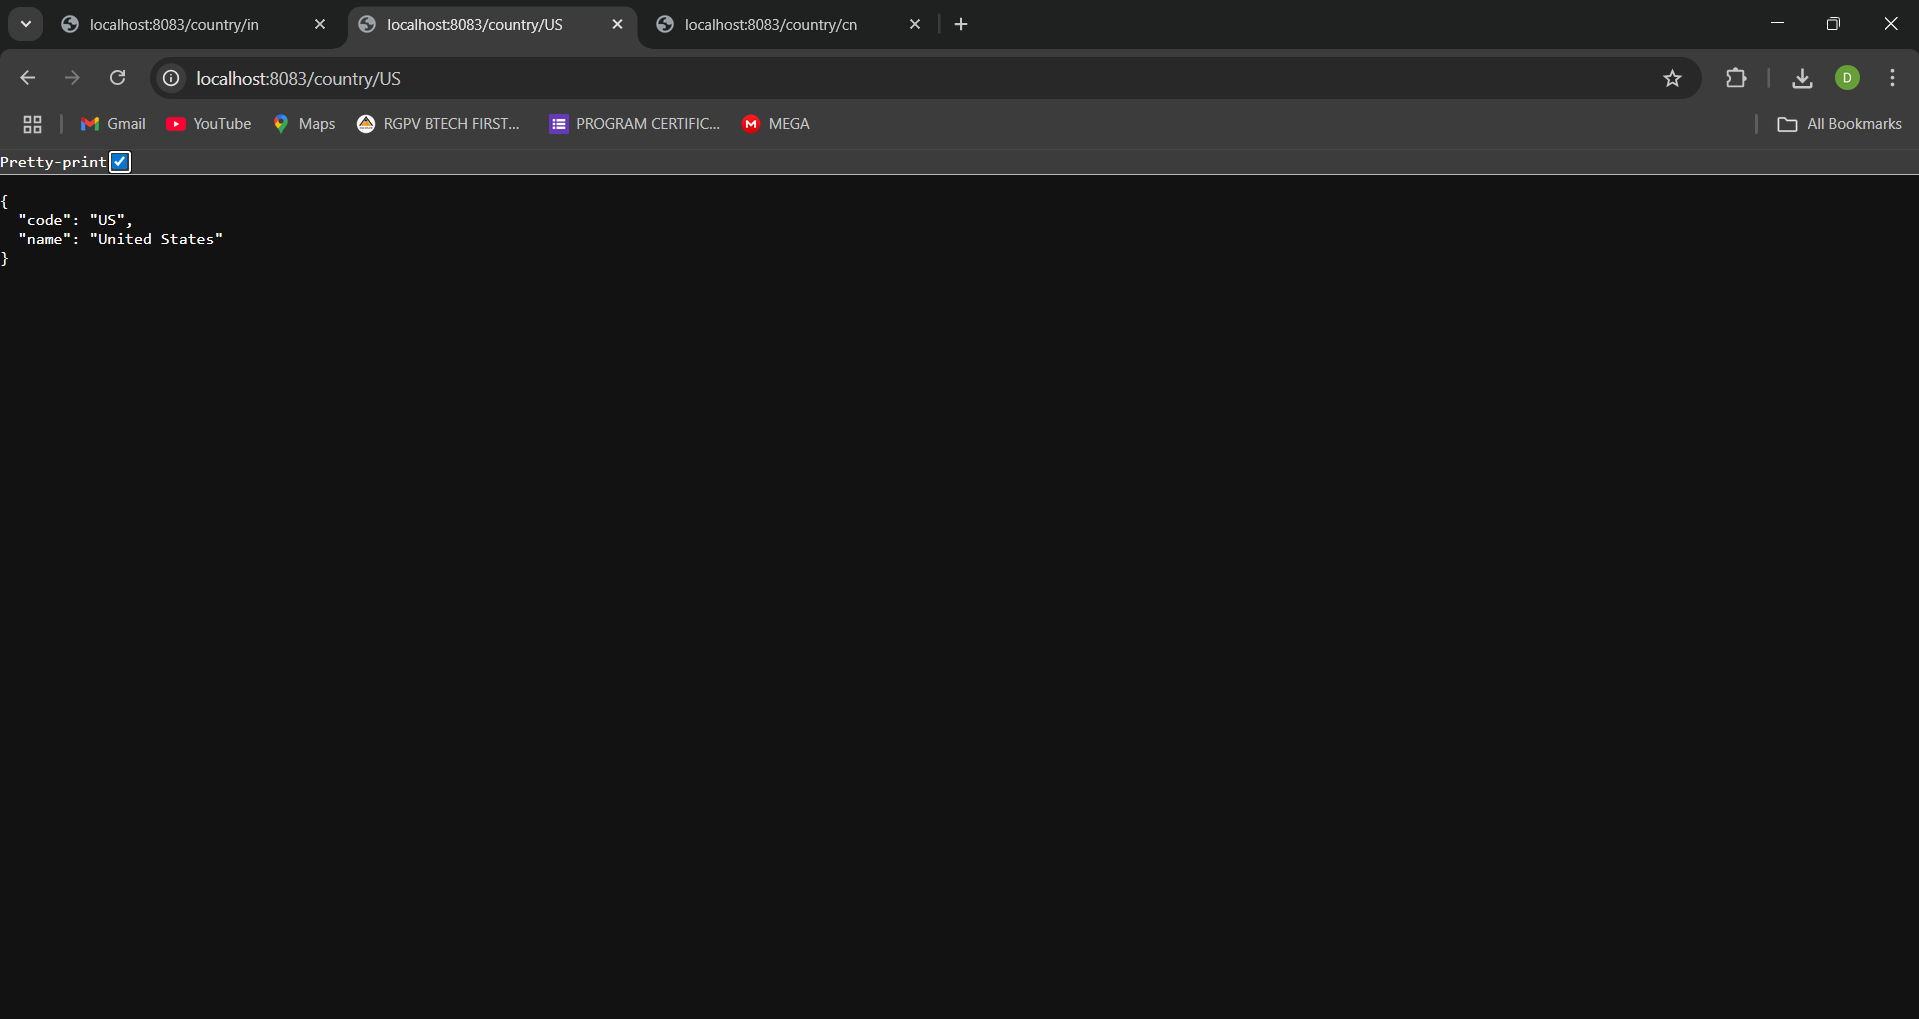 localhost:8083/country/in
localhost:8083/country/US
localhost:8083/country/cn
localhost:8083/country/US
D
Gmail
YouTube
Maps
RGPV BTECH FIRST...
PROGRAM CERTIFIC...
M
MEGA
All Bookmarks
Pretty-print
{
  "code": "US",
  "name": "United States"
}